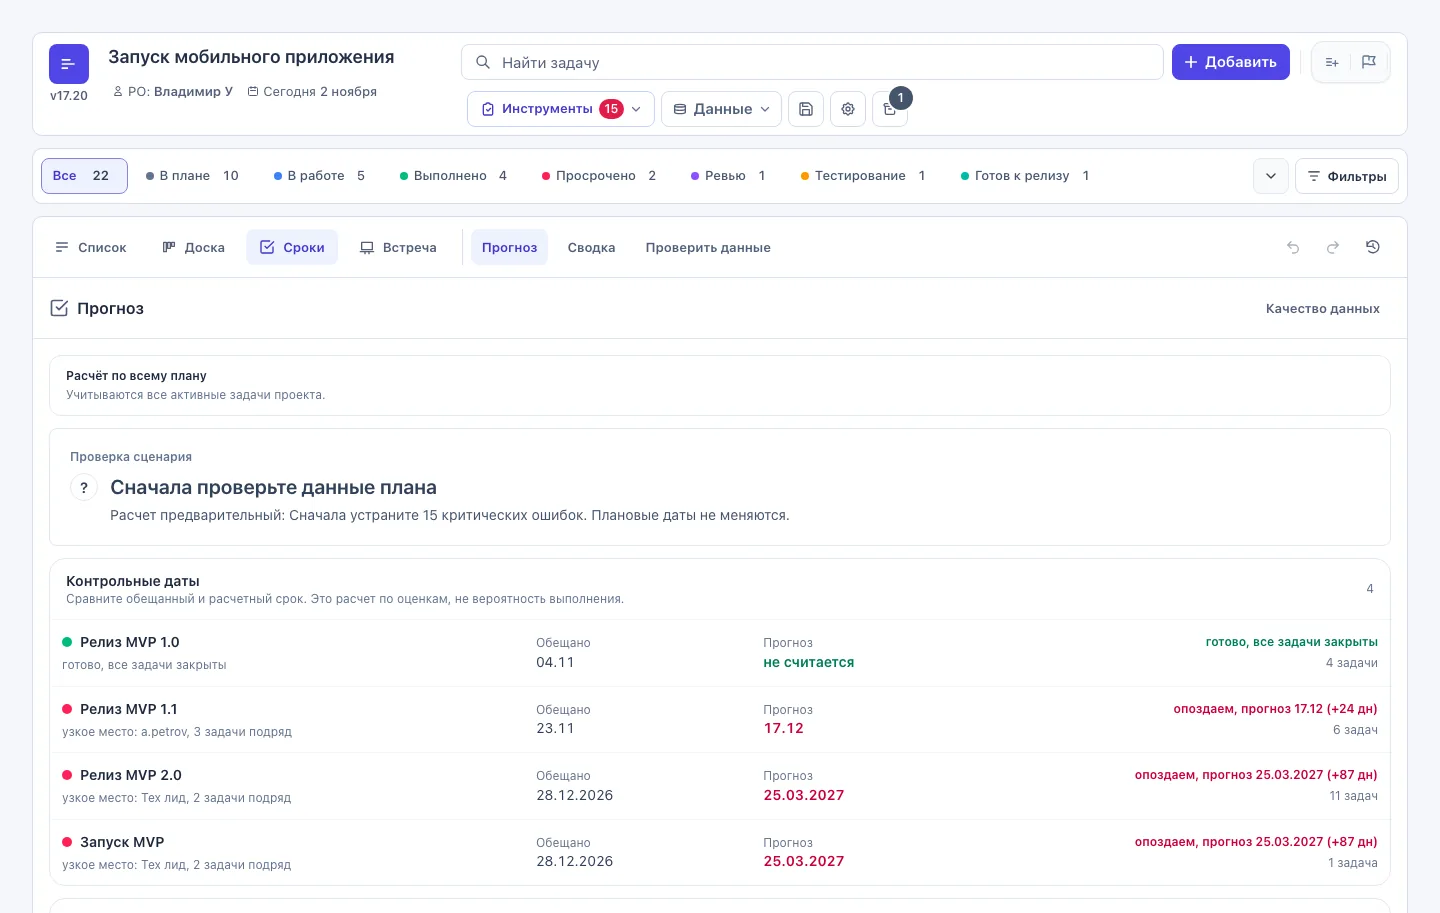 Запуск мобильного приложения
v17.20
PO: Владимир У
Сегодня 2 ноября
Найти задачу
Добавить
Инструменты 15
Данные
1
Все 22
В плане 10
В работе 5
Выполнено 4
Просрочено 2
Ревью 1
Тестирование 1
Готов к релизу 1
Фильтры
Список
Доска
Сроки
Встреча
Прогноз
Сводка
Проверить данные
Прогноз
Качество данных
Расчёт по всему плану
Учитываются все активные задачи проекта.
Проверка сценария
? Сначала проверьте данные плана
Расчет предварительный: Сначала устраните 15 критических ошибок. Плановые даты не меняются.
Контрольные даты
Сравните обещанный и расчетный срок. Это расчет по оценкам, не вероятность выполнения.
4
Релиз MVP 1.0
готово, все задачи закрыты
Обещано
04.11
Прогноз
не считается
готово, все задачи закрыты
4 задачи
Релиз MVP 1.1
узкое место: a.petrov, 3 задачи подряд
Обещано
23.11
Прогноз
17.12
опоздаем, прогноз 17.12 (+24 дн)
6 задач
Релиз MVP 2.0
узкое место: Тех лид, 2 задачи подряд
Обещано
28.12.2026
Прогноз
25.03.2027
опоздаем, прогноз 25.03.2027 (+87 дн)
11 задач
Запуск MVP
узкое место: Тех лид, 2 задачи подряд
Обещано
28.12.2026
Прогноз
25.03.2027
опоздаем, прогноз 25.03.2027 (+87 дн)
1 задача